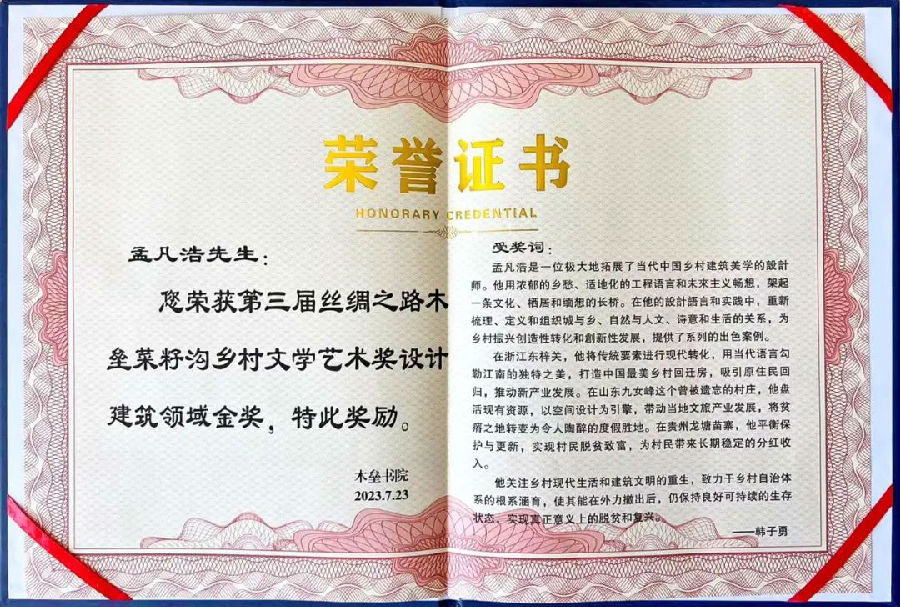 荣誉证书
HONORARY CREDENTIAL
孟凡浩先生：
您荣获第三届丝绸之路木
垒菜籽沟乡村文学艺术奖设计
建筑领域金奖，特此奖励。
木垒书院
2023.7.23
受奖词：
孟凡浩是一位极大地拓展了当代中国乡村建筑美学的設計
师。他用浓郁的乡愁、适地化的工程语言和未來主义畅想，架起
一条文化、栖居和缅想的长桥。在他的設計語言和实践中，重新
梳理、定义和组织城与乡、自然与人文、诗意和生活的关系，为
乡村振兴创造性转化和創新性发展，提供了系列的出色案例。
在浙江东梓关，他将传統要素进行现代转化、用当代语言勾
勒江南的独特之美，打造中国最美乡村回迁房，吸引原住民回
归，推动新产业发展。在山东九女峰这个曾被遗忘的村庄，他盘
活现有资源，以空间设计为引擎，带动当地文旅产业发展，将贫
瘠之地转变为令人陶醉的度假胜地。在贵州龙塘苗寨，他平衡保
护与更新，实现村民脱贫致富，为村民带来长期稳定的分红收
入。
他关注乡村现代生活和建筑文明的重生，致力于乡村自治体
系的根系涵育，使其能在外力撤出后，仍保持良好可持续的生存
状态、实现真正意义上的脱贫和复兴。
——韩子勇